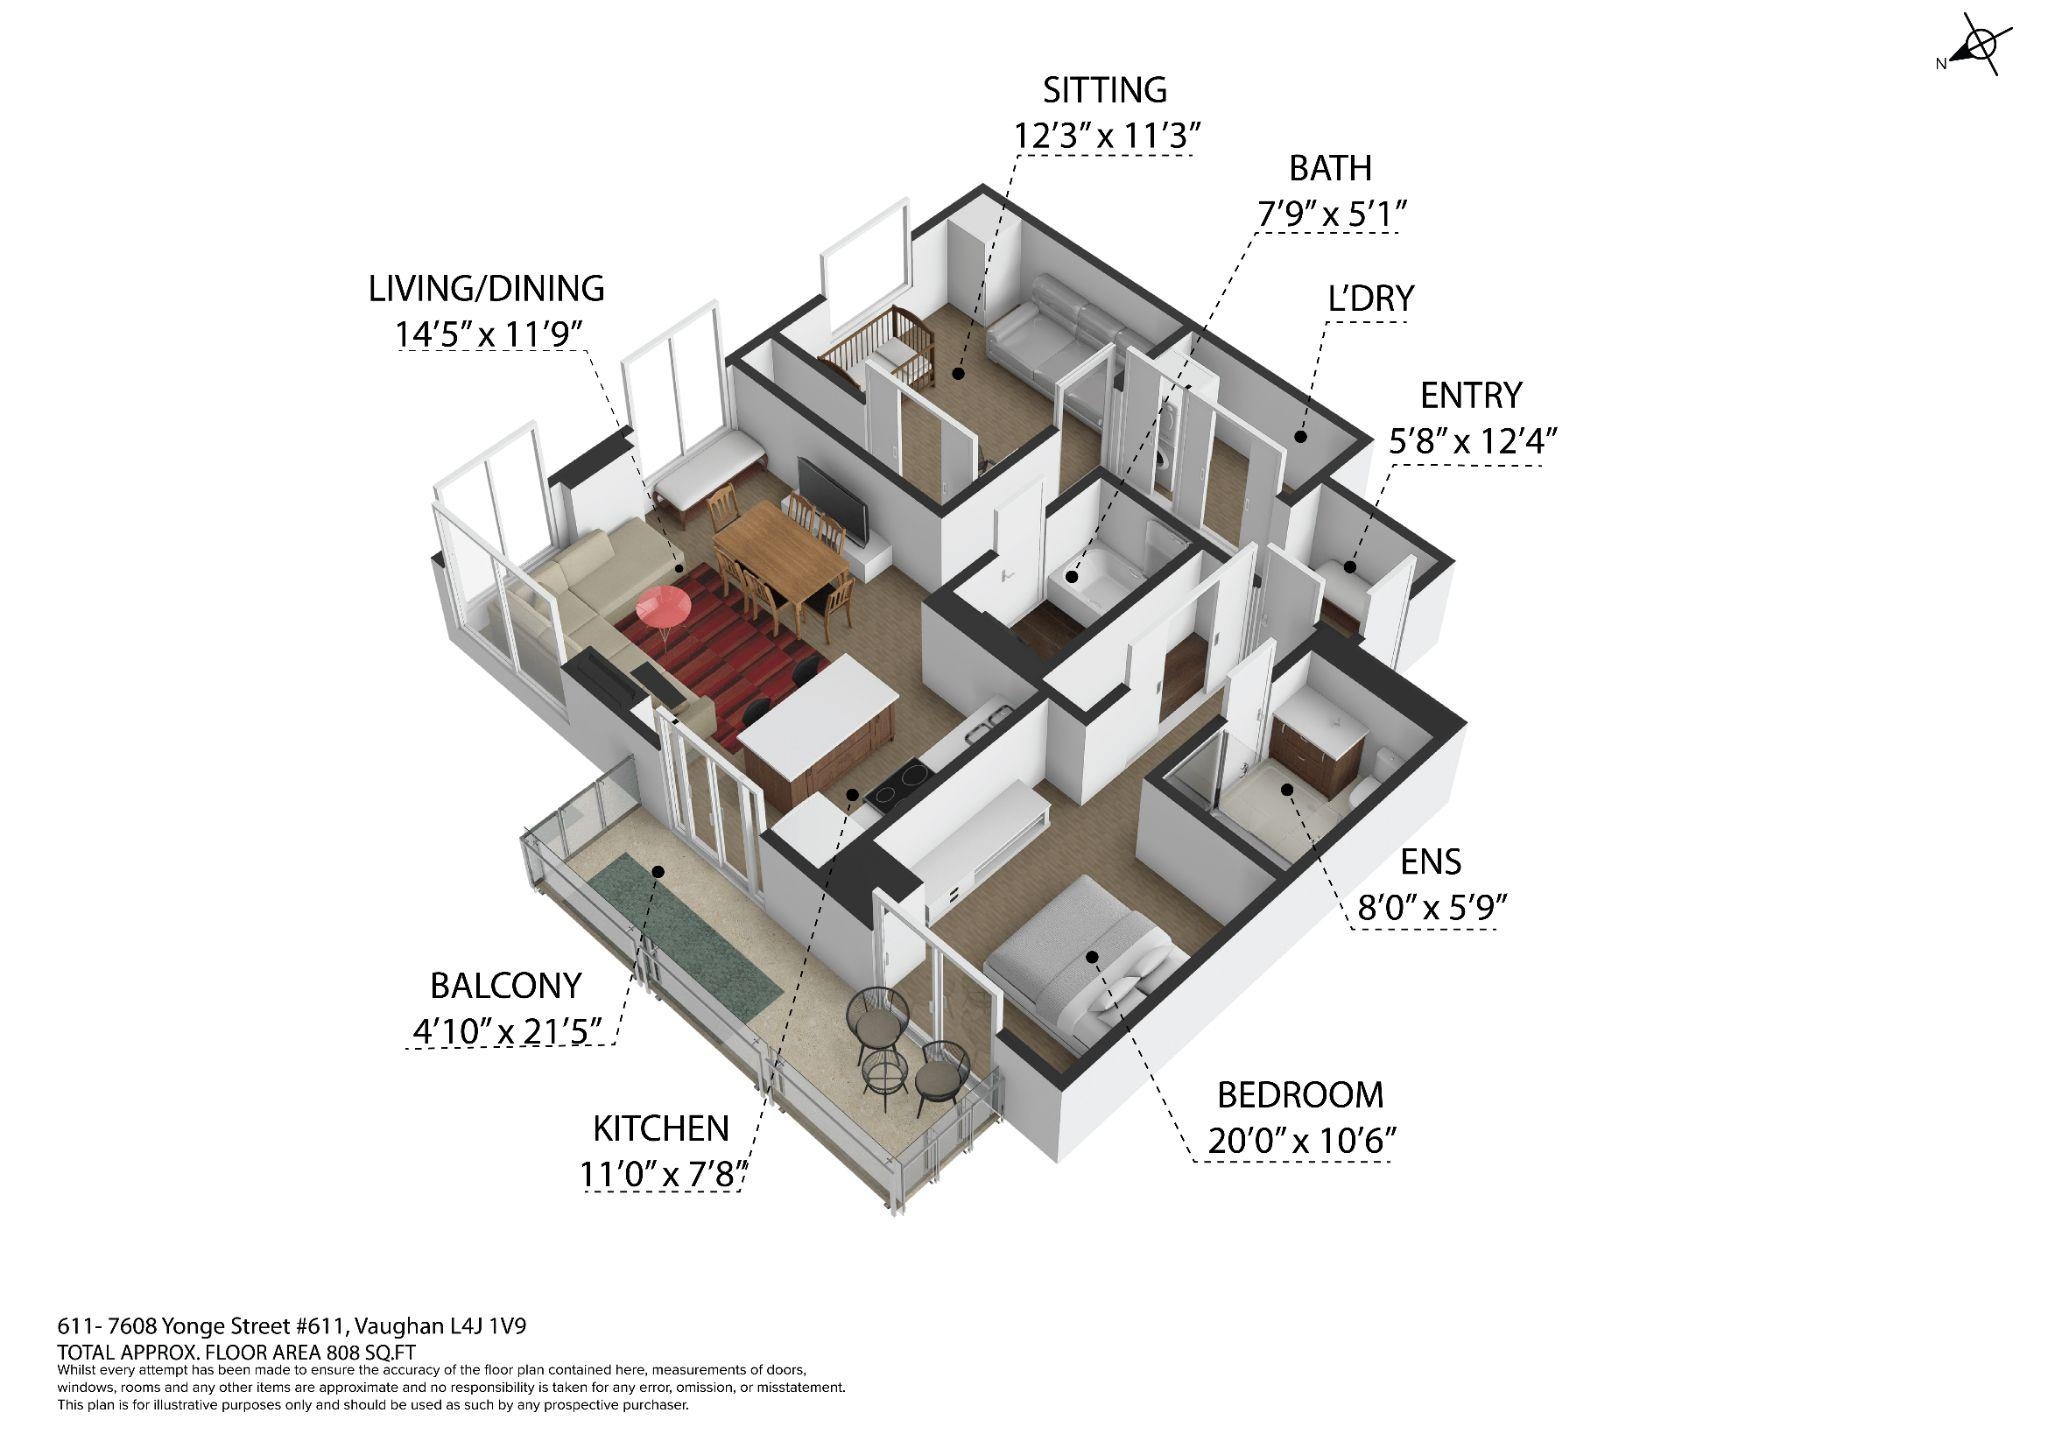 N
SITTING
12’3” x 11’3”
BATH
7’9” x 5’1”
LIVING/DINING
14’5” x 11’9”
L’DRY
ENTRY
5’8” x 12’4”
ENS
8’0” x 5’9”
BALCONY
4’10” x 21’5”
BEDROOM
20’0” x 10’6”
KITCHEN
11’0” x 7’8”
611- 7608 Yonge Street #611, Vaughan L4J 1V9
TOTAL APPROX. FLOOR AREA 808 SQ.FT
Whilst every attempt has been made to ensure the accuracy of the floor plan contained here, measurements of doors,
windows, rooms and any other items are approximate and no responsibility is taken for any error, omission, or misstatement.
This plan is for illustrative purposes only and should be used as such by any prospective purchaser.